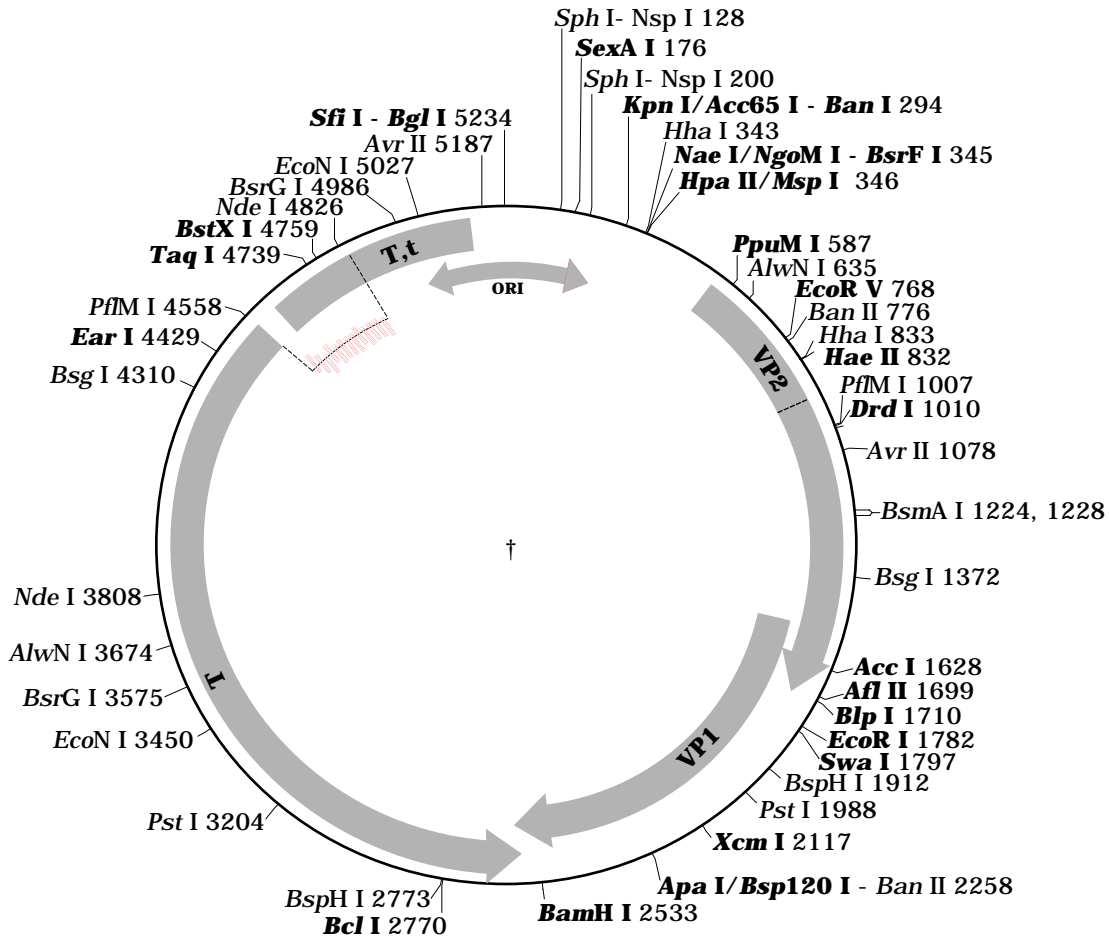 Sph I- Nsp I 128
SexA I 176
Sph I- Nsp I 200
Kpn I/Acc65 I - Ban I 294
Hha I 343
Nae I/NgoM I - BsrF I 345
Hpa II/Msp I 346
PpuM I 587
AlwN I 635
EcoR V 768
Ban II 776
Hha I 833
Hae II 832
PflM I 1007
Drd I 1010
Avr II 1078
BsmA I 1224, 1228
Bsg I 1372
Acc I 1628
Afl II 1699
Blp I 1710
EcoR I 1782
Swa I 1797
BspH I 1912
Pst I 1988
Xcm I 2117
Apa I/Bsp120 I - Ban II 2258
BamH I 2533
Bcl I 2770
BspH I 2773
Pst I 3204
EcoN I 3450
BsrG I 3575
AlwN I 3674
Nde I 3808
Bsg I 4310
Ear I 4429
PflM I 4558
Taq I 4739
BstX I 4759
Nde I 4826
BsrG I 4986
EcoN I 5027
Avr II 5187
Sfi I - Bgl I 5234
T,t
ORI
VP2
VP1
T
†